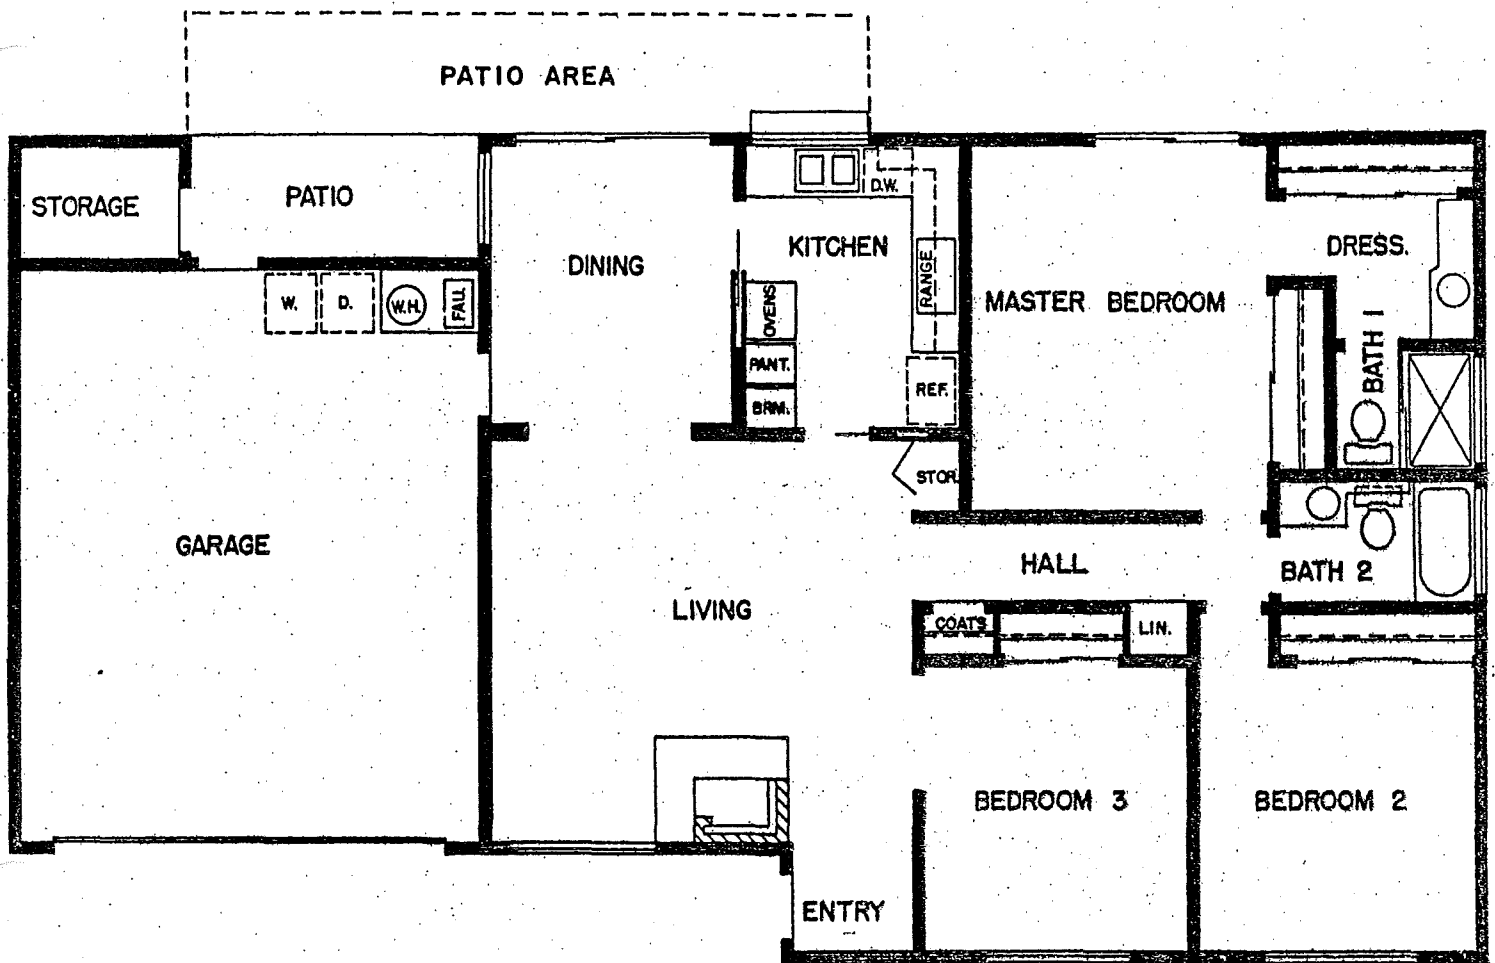 PATIO AREA
STORAGE
PATIO
DINING
KITCHEN
D.W.
RANGE
OVENS
PANT.
BRM.
REF.
STOR.
MASTER BEDROOM
DRESS.
BATH 1
W.
D.
W.H.
FAU.
GARAGE
LIVING
HALL
BATH 2
COATS
LIN.
BEDROOM 3
BEDROOM 2
ENTRY